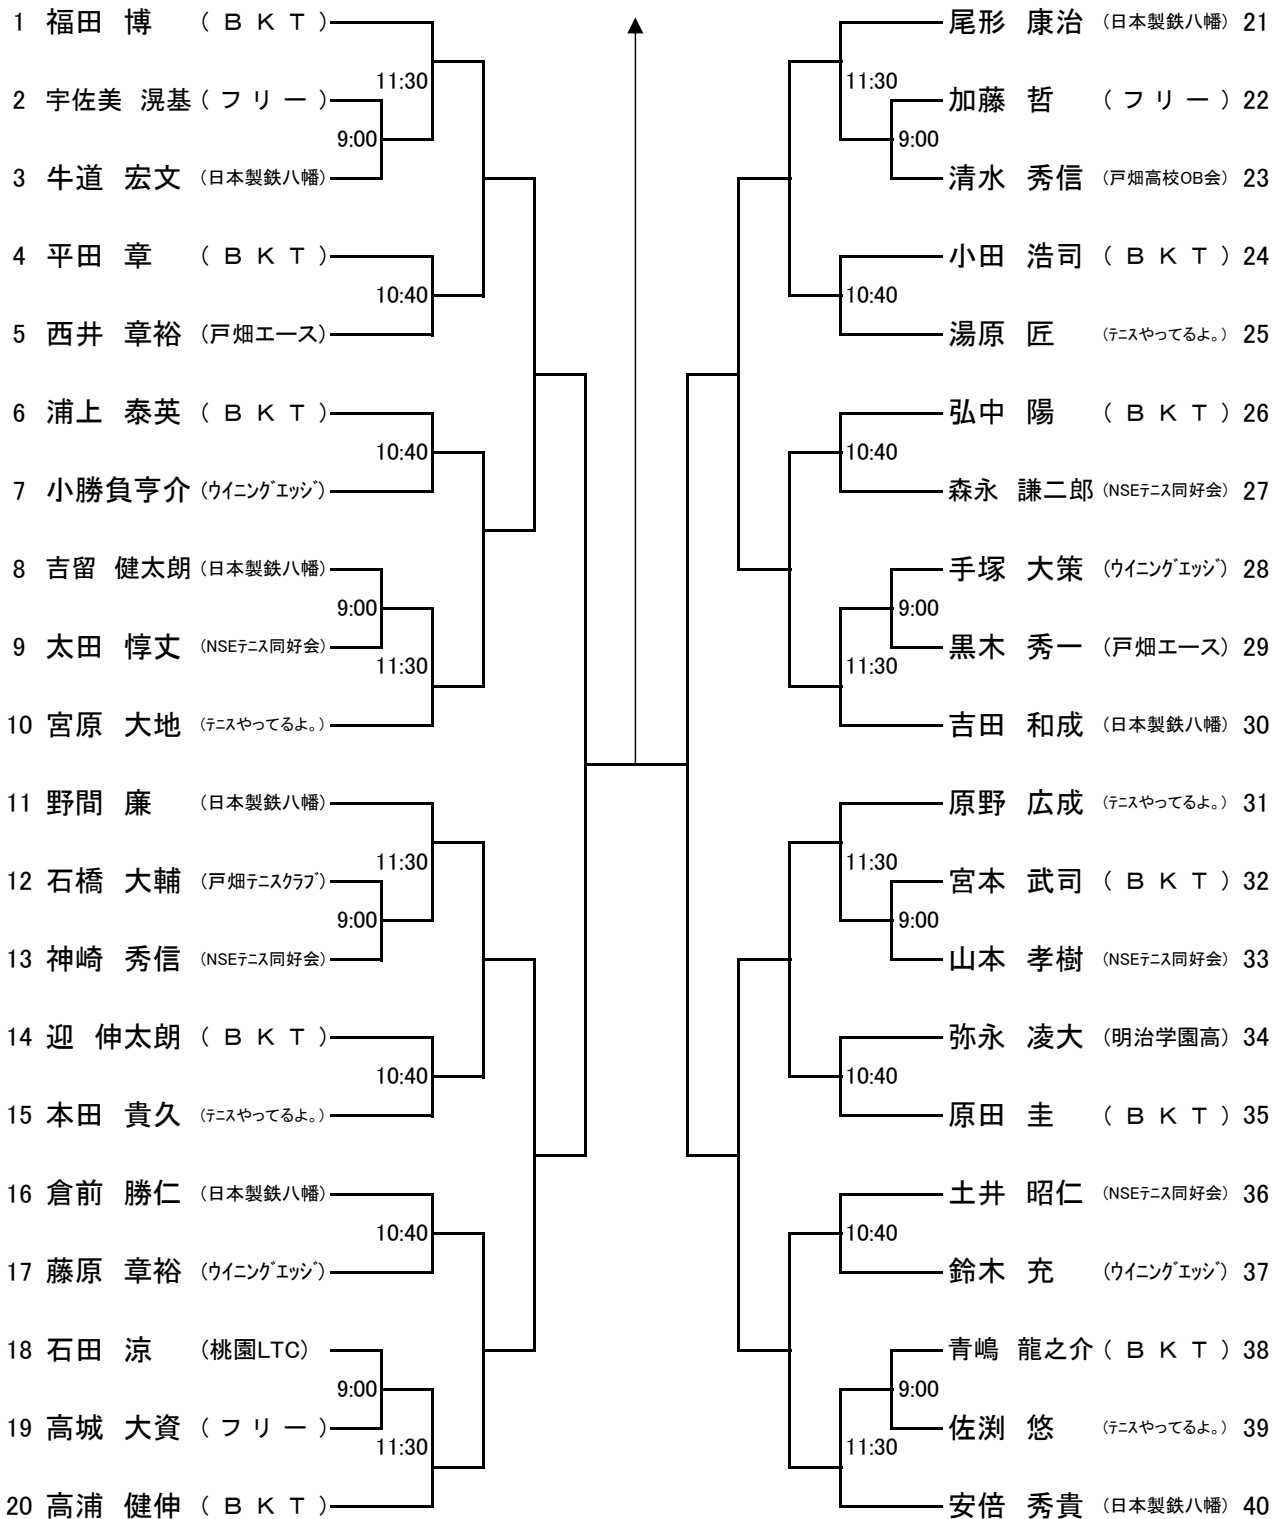 1 福田 博 (ＢＫＴ)
11:30
2 宇佐美 滉基 (フリー)
9:00
3 牛道 宏文 (日本製鉄八幡)
4 平田 章 (ＢＫＴ)
10:40
5 西井 章裕 (戸畑エース)
6 浦上 泰英 (ＢＫＴ)
10:40
7 小勝負亨介 (ｳｲﾆﾝｸﾞｴｯｼﾞ)
8 吉留 健太朗 (日本製鉄八幡)
9:00
9 太田 惇丈 (NSEﾃﾆｽ同好会)
11:30
10 宮原 大地 (ﾃﾆｽやってるよ。)
11 野間 廉 (日本製鉄八幡)
11:30
12 石橋 大輔 (戸畑ﾃﾆｽｸﾗﾌﾞ)
9:00
13 神崎 秀信 (NSEﾃﾆｽ同好会)
14 迎 伸太朗 (ＢＫＴ)
10:40
15 本田 貴久 (ﾃﾆｽやってるよ。)
16 倉前 勝仁 (日本製鉄八幡)
10:40
17 藤原 章裕 (ｳｲﾆﾝｸﾞｴｯｼﾞ)
18 石田 涼 (桃園LTC)
9:00
19 高城 大資 (フリー)
11:30
20 高浦 健伸 (ＢＫＴ)
尾形 康治 (日本製鉄八幡) 21
11:30
加藤 哲 (フリー) 22
9:00
清水 秀信 (戸畑高校OB会) 23
小田 浩司 (ＢＫＴ) 24
10:40
湯原 匠 (ﾃﾆｽやってるよ。) 25
弘中 陽 (ＢＫＴ) 26
10:40
森永 謙二郎 (NSEﾃﾆｽ同好会) 27
手塚 大策 (ｳｲﾆﾝｸﾞｴｯｼﾞ) 28
9:00
黒木 秀一 (戸畑エース) 29
11:30
吉田 和成 (日本製鉄八幡) 30
原野 広成 (ﾃﾆｽやってるよ。) 31
11:30
宮本 武司 (ＢＫＴ) 32
9:00
山本 孝樹 (NSEﾃﾆｽ同好会) 33
弥永 凌大 (明治学園高) 34
10:40
原田 圭 (ＢＫＴ) 35
土井 昭仁 (NSEﾃﾆｽ同好会) 36
10:40
鈴木 充 (ｳｲﾆﾝｸﾞｴｯｼﾞ) 37
青嶋 龍之介 (ＢＫＴ) 38
9:00
佐渕 悠 (ﾃﾆｽやってるよ。) 39
11:30
安倍 秀貴 (日本製鉄八幡) 40